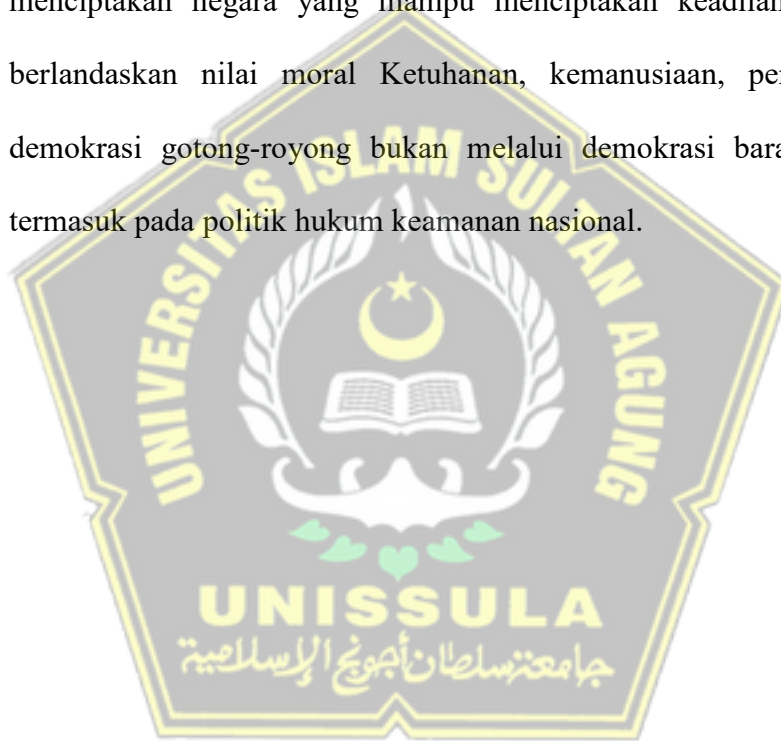 menciptakan negara yang mampu menciptakan keadilan
berlandaskan nilai moral Ketuhanan, kemanusiaan,
demokrasi gotong-royong bukan melalui demokrasi
termasuk pada politik hukum keamanan nasional.
UNIVERSITAS ISLAM SULTAN AGUNG
UNISSULA
جامعة سلطان أجونج الإسلامية